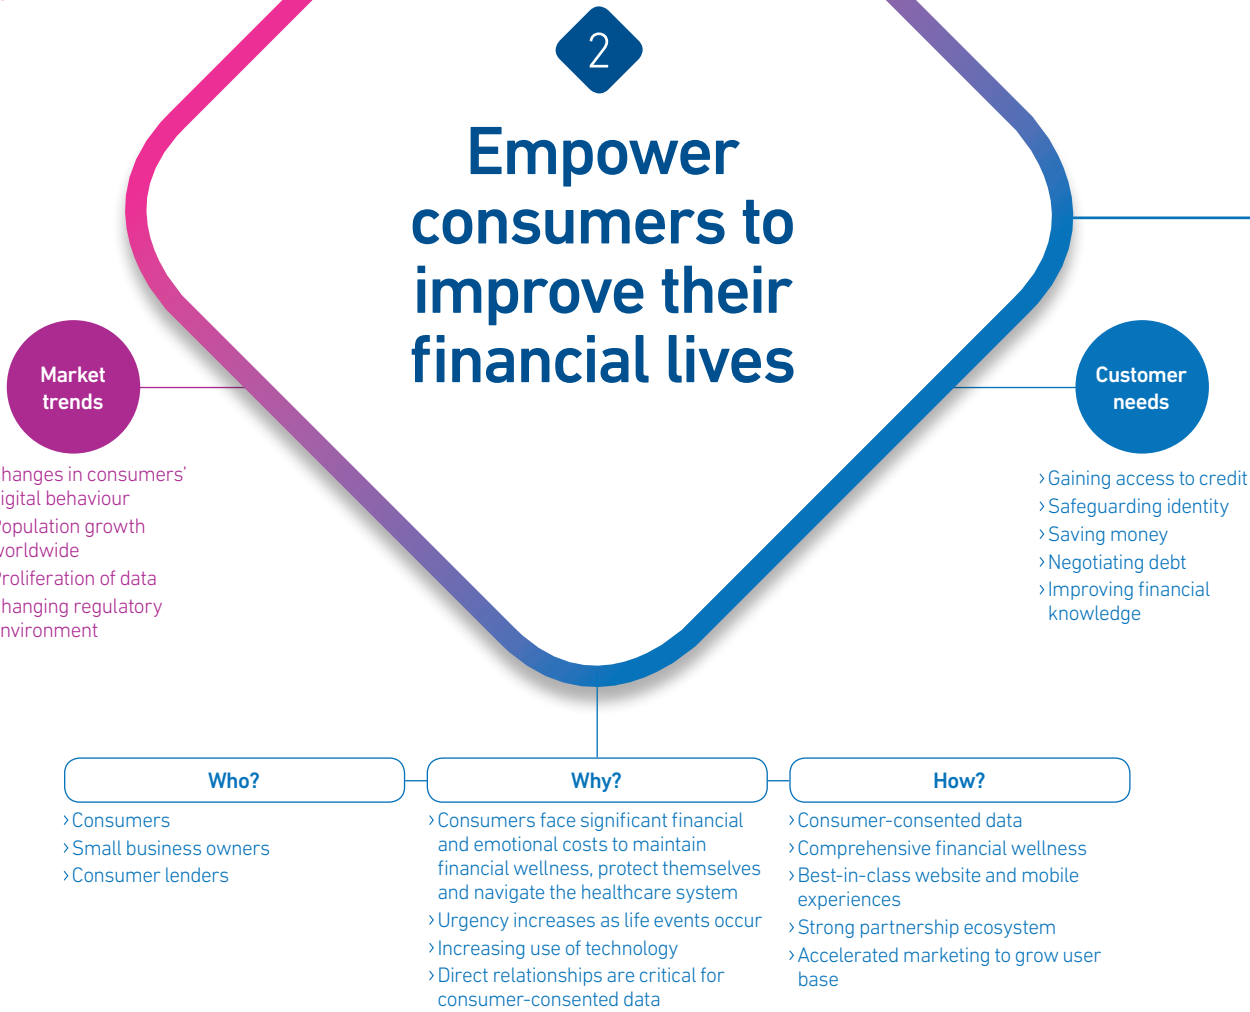 2
Empower
consumers to
improve their
financial lives
Market
trends
hanges in consumers’
igital behaviour
opulation growth
worldwide
roliferation of data
hanging regulatory
nvironment
Customer
needs
› Gaining access to credit
› Safeguarding identity
› Saving money
› Negotiating debt
› Improving financial
knowledge
Who?
› Consumers
› Small business owners
› Consumer lenders
Why?
› Consumers face significant financial
and emotional costs to maintain
financial wellness, protect themselves
and navigate the healthcare system
› Urgency increases as life events occur
› Increasing use of technology
› Direct relationships are critical for
consumer-consented data
How?
› Consumer-consented data
› Comprehensive financial wellness
› Best-in-class website and mobile
experiences
› Strong partnership ecosystem
› Accelerated marketing to grow user
base